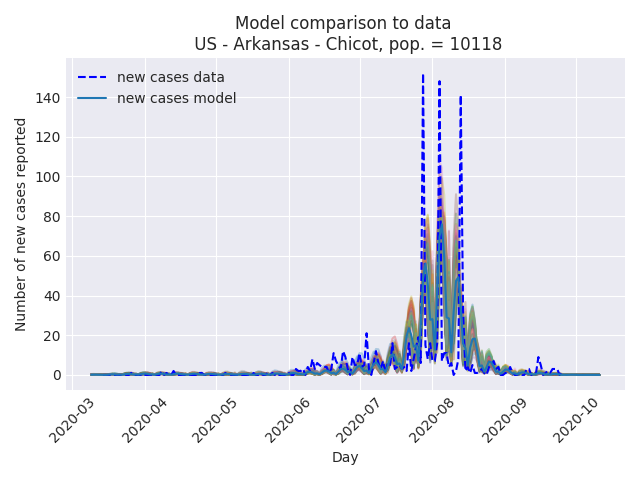 Model comparison to data
US - Arkansas - Chicot, pop. = 10118
new cases data
new cases model
Number of new cases reported
140
120
100
80
60
40
20
0
2020-03
2020-04
2020-05
2020-06
2020-07
2020-08
2020-09
2020-10
Day